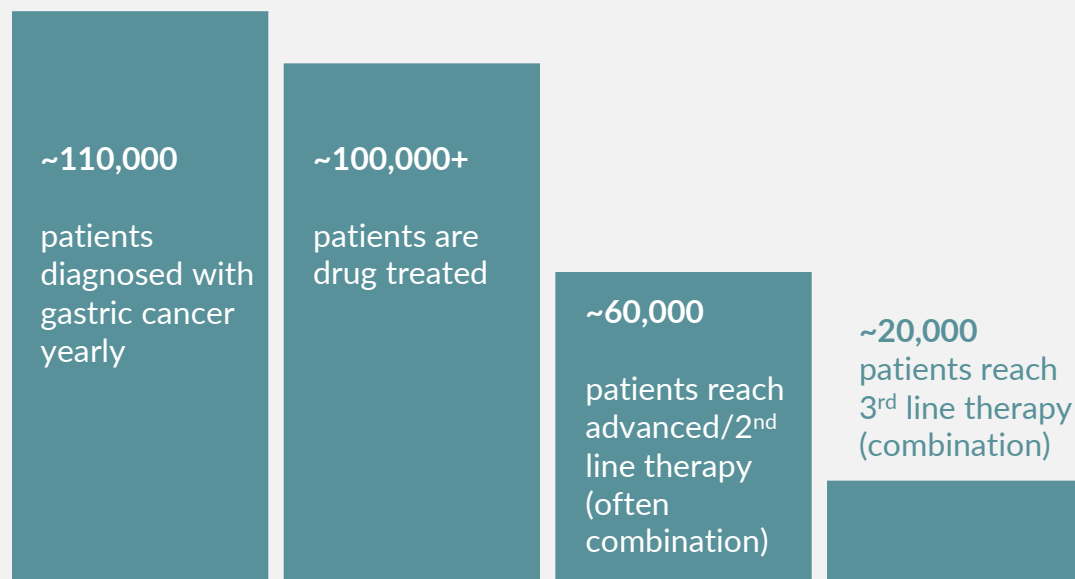 ~110,000
patients
diagnosed with
gastric cancer
yearly
~100,000+
patients are
drug treated
~60,000
patients reach
advanced/2nd
line therapy
(often
combination)
~20,000
patients reach
3rd line therapy
(combination)